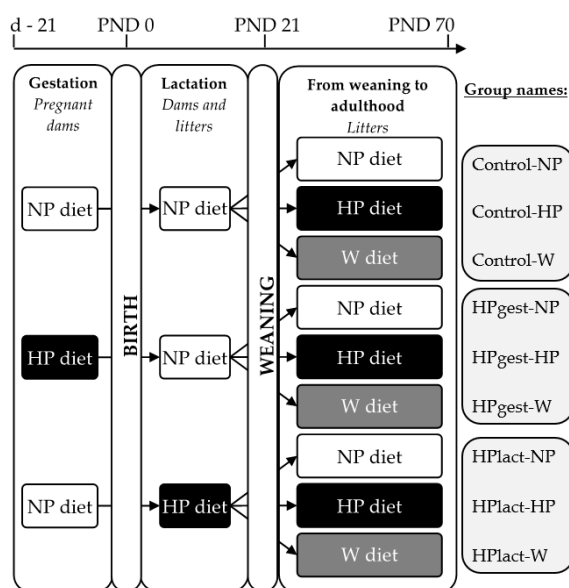 d - 21 PND 0 PND 21 PND 70
Gestation
Pregnant
dams
Lactation
Dams and
litters
From weaning to
adulthood
Litters
Group names:
BIRTH
WEANING
NP diet
NP diet
NP diet
HP diet
W diet
Control-NP
Control-HP
Control-W
HP diet
NP diet
NP diet
HP diet
W diet
HPgest-NP
HPgest-HP
HPgest-W
NP diet
HP diet
NP diet
HP diet
W diet
HPlact-NP
HPlact-HP
HPlact-W